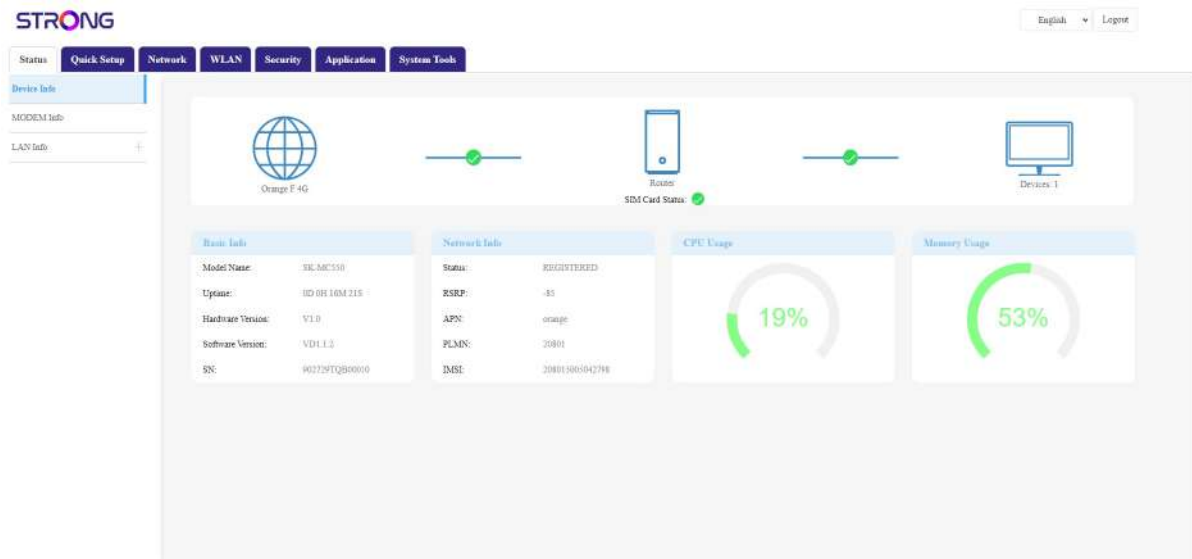 STRONG
English Logout
Status Quick Setup Network WLAN Security Application System Tools
Device Info
MODEM Info
LAN Info
Orange F 4G
Router
SIM Card Status:
Devices: 1
Basic Info
Model Name: SK-MC550
Uptime: 0D 0H 16M 21S
Hardware Version: V1.0
Software Version: VD1.1.2
SN:
Network Info
Status: REGISTERED
RSRP: -85
APN: orange
PLMN: 20801
IMSI:
CPU Usage
19%
Memory Usage
53%